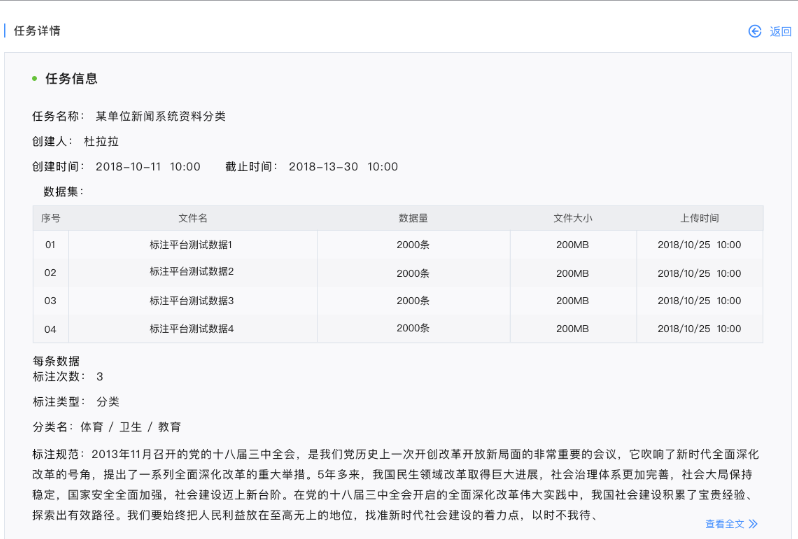 任务详情
返回
任务信息
任务名称： 某单位新闻系统资料分类
创建人： 杜拉拉
创建时间： 2018-10-11 10:00 截止时间： 2018-13-30 10:00
数据集：
序号 文件名 数据量 文件大小 上传时间
01 标注平台测试数据1 2000条 200MB 2018/10/25 10:00
02 标注平台测试数据2 2000条 200MB 2018/10/25 10:00
03 标注平台测试数据3 2000条 200MB 2018/10/25 10:00
04 标注平台测试数据4 2000条 200MB 2018/10/25 10:00
每条数据
标注次数： 3
标注类型： 分类
分类名：体育 / 卫生 / 教育
标注规范：2013年11月召开的党的十八届三中全会，是我们党历史上一次开创改革开放新局面的非常重要的会议，它吹响了新时代全面深化
改革的号角，提出了一系列全面深化改革的重大举措。5年多来，我国民生领域改革取得巨大进展，社会治理体系更加完善，社会大局保持
稳定，国家安全全面加强，社会建设迈上新台阶。在党的十八届三中全会开启的全面深化改革伟大实践中，我国社会建设积累了宝贵经验、
探索出有效路径。我们要始终把人民利益放在至高无上的地位，找准新时代社会建设的着力点，以时不我待、
查看全文